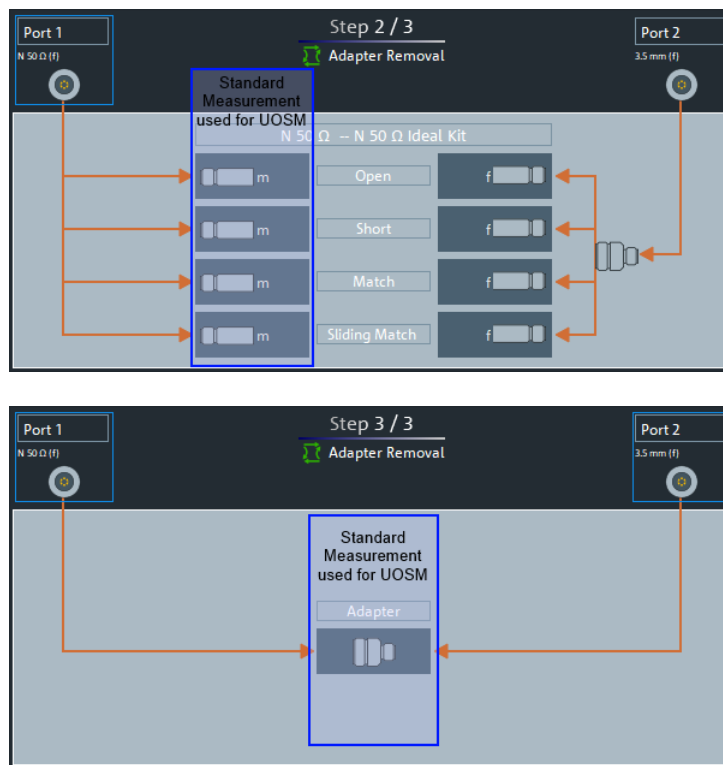 Port 1
Step 2 / 3
Port 2
N 50 Ω (f)
Adapter Removal
3.5 mm (f)
Standard
Measurement
used for UOSM
N 50 Ω -- N 50 Ω Ideal Kit
m Open f
m Short f
m Match f
m Sliding Match f
Port 1
Step 3 / 3
Port 2
N 50 Ω (f)
Adapter Removal
3.5 mm (f)
Standard
Measurement
used for UOSM
Adapter